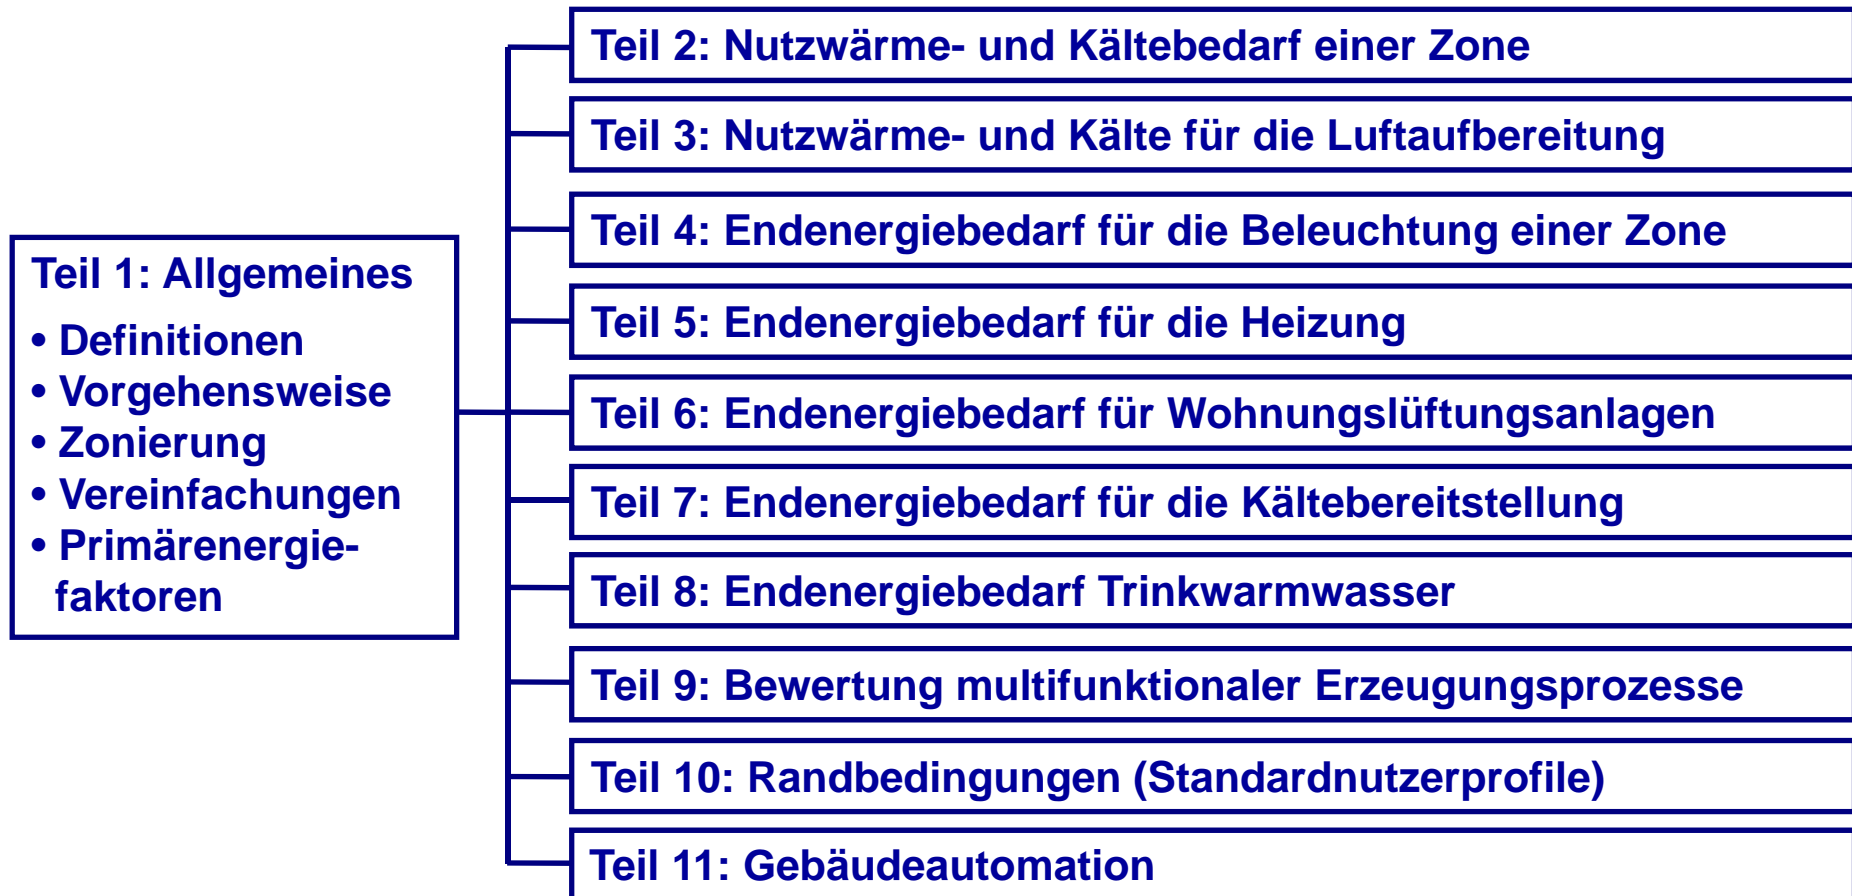 Teil 1: Allgemeines
• Definitionen
• Vorgehensweise
• Zonierung
• Vereinfachungen
• Primärenergie-
faktoren
Teil 2: Nutzwärme- und Kältebedarf einer Zone
Teil 3: Nutzwärme- und Kälte für die Luftaufbereitung
Teil 4: Endenergiebedarf für die Beleuchtung einer Zone
Teil 5: Endenergiebedarf für die Heizung
Teil 6: Endenergiebedarf für Wohnungslüftungsanlagen
Teil 7: Endenergiebedarf für die Kältebereitstellung
Teil 8: Endenergiebedarf Trinkwarmwasser
Teil 9: Bewertung multifunktionaler Erzeugungsprozesse
Teil 10: Randbedingungen (Standardnutzerprofile)
Teil 11: Gebäudeautomation